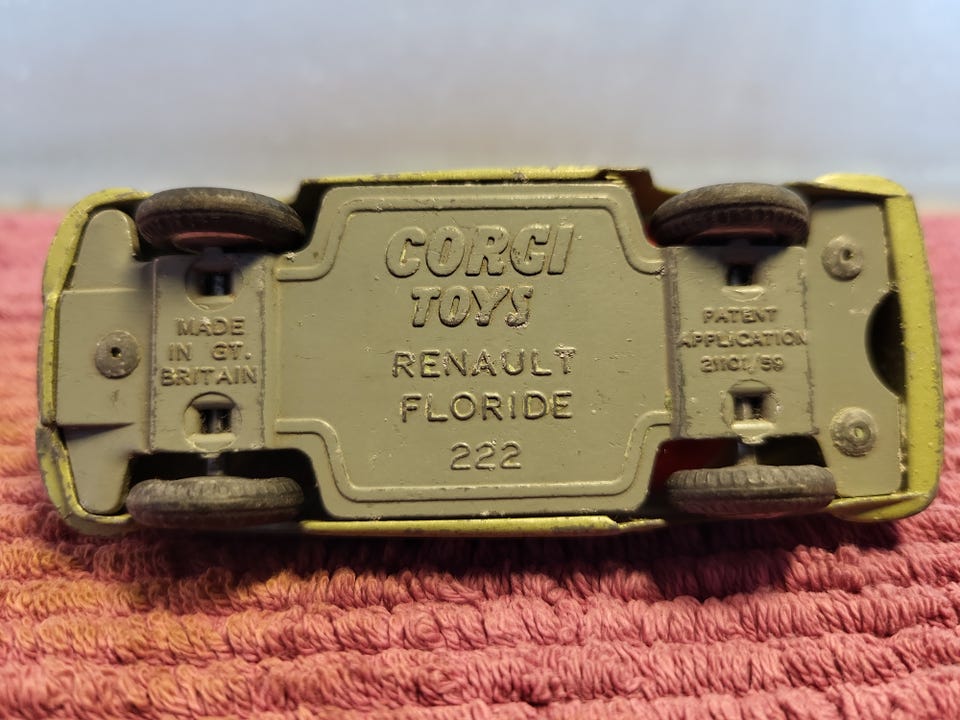 MADE
IN GT.
BRITAIN
CORGI
TOYS
RENAULT
FLORIDE
222
PATENT
APPLICATION
21101/59